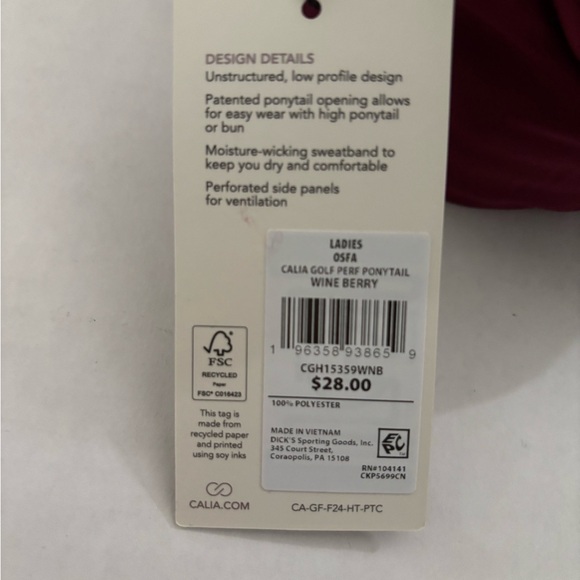 DESIGN DETAILS
Unstructured, low profile design
Patented ponytail opening allows
for easy wear with high ponytail
or bun
Moisture-wicking sweatband to
keep you dry and comfortable
Perforated side panels
for ventilation
LADIES
OSFA
CALIA GOLF PERF PONYTAIL
WINE BERRY
1 96358 93865 9
CGH15359WNB
$28.00
100% POLYESTER
MADE IN VIETNAM
DICK'S Sporting Goods, Inc.
345 Court Street,
Coraopolis, PA 15108
EPC
RN#104141
CKP5699CN
FSC
RECYCLED
Paper
FSC® C016423
This tag is
made from
recycled paper
and printed
using soy inks
CALIA.COM
CA-GF-F24-HT-PTC